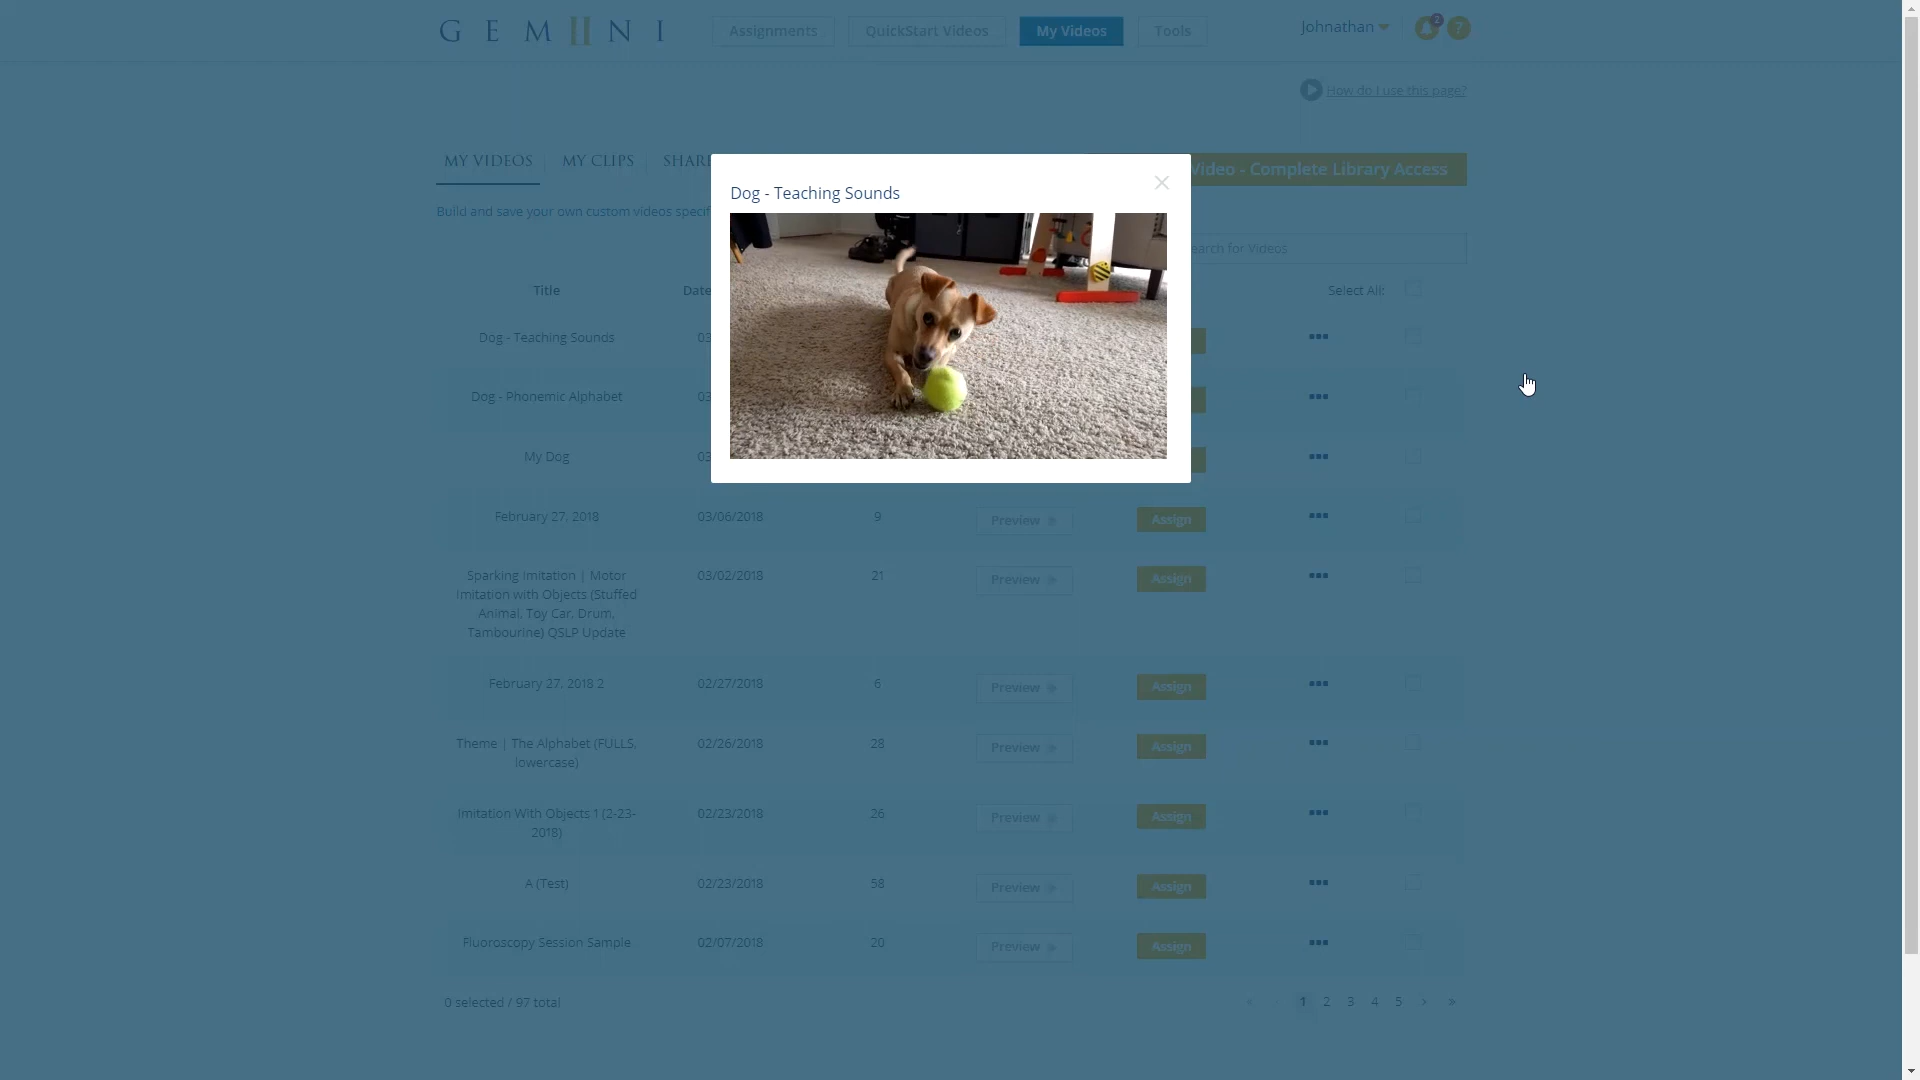 GEMIINI
Assignments
QuickStart Videos
My Videos
Tools
Johnathan
2
?
How do I use this page?
MY VIDEOS
MY CLIPS
Video - Complete Library Access
Build and save your own custom videos
Dog - Teaching Sounds
for Videos
Title
Select All:
Dog - Teaching Sounds
Dog - Phonemic Alphabet
My Dog
February 27, 2018 03/06/2018 9 Preview Assign
Sparking Imitation | Motor 03/02/2018 21 Preview Assign
Imitation with Objects (Stuffed
Animal, Toy Car, Drum,
Tambourine) QSLP Update
February 27, 2018 2 02/27/2018 6 Preview Assign
Theme | The Alphabet (FULLS, 02/26/2018 28 Preview Assign
lowercase)
Imitation With Objects 1 (2-23- 02/23/2018 26 Preview Assign
2018)
A (Test) 02/23/2018 58 Preview Assign
Fluoroscopy Session Sample 02/07/2018 20 Preview Assign
0 selected / 97 total
« ‹ 1 2 3 4 5 › »